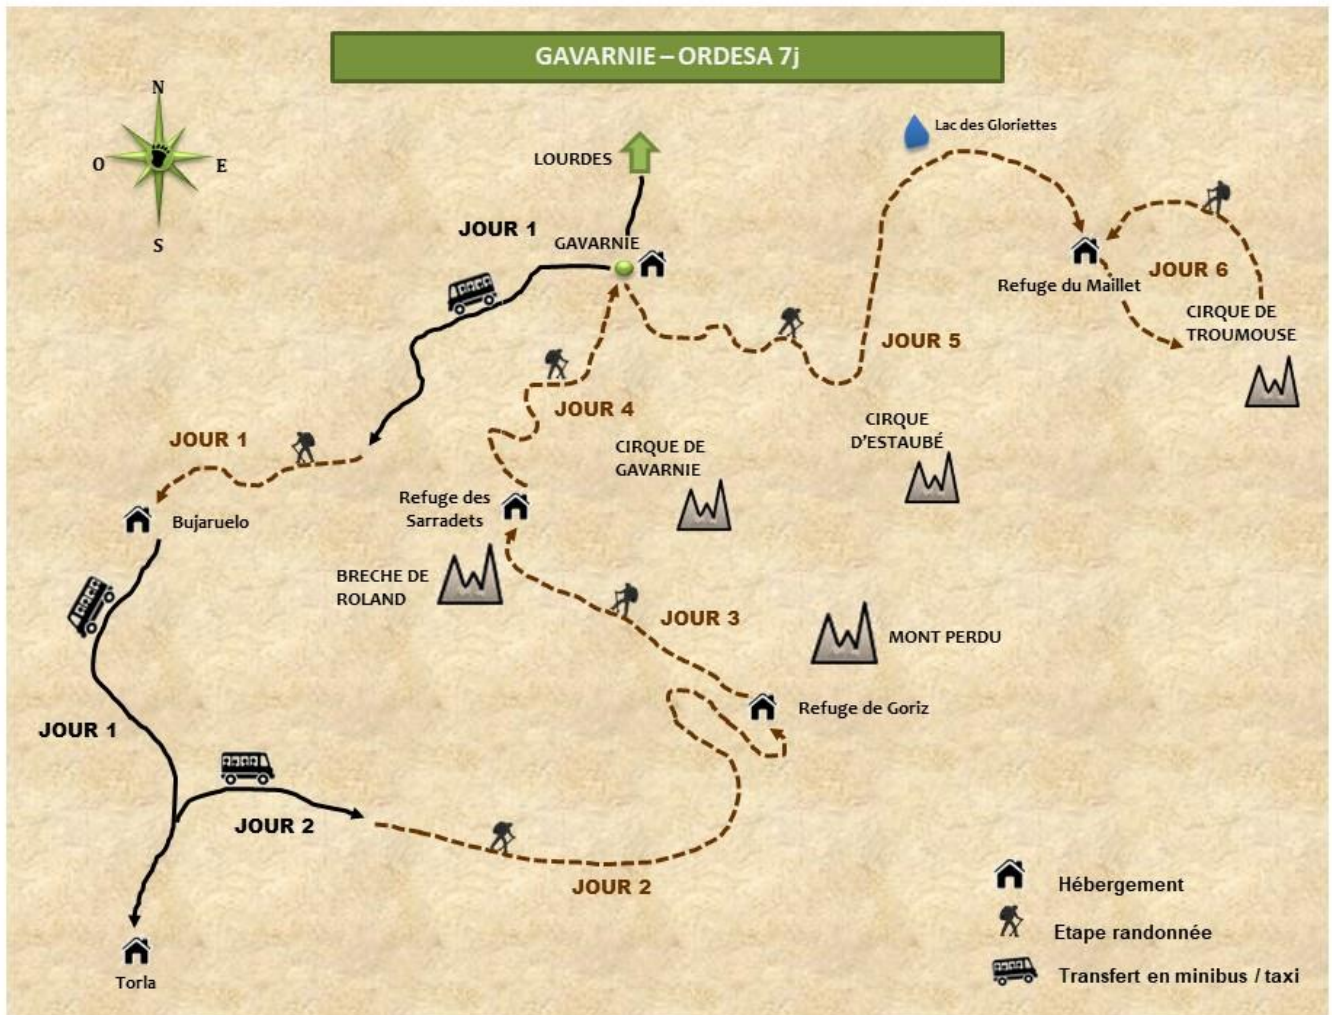 GAVARNIE – ORDESA 7j
N
O
E
S
Lac des Gloriettes
LOURDES
JOUR 1
GAVARNIE
JOUR 6
Refuge du Maillet
CIRQUE DE
TROUMOUSE
JOUR 5
JOUR 4
JOUR 1
CIRQUE
D'ESTAUBÉ
CIRQUE DE
GAVARNIE
Refuge des
Sarradets
Bujaruelo
BRECHE DE
ROLAND
JOUR 3
MONT PERDU
Refuge de Goriz
JOUR 1
JOUR 2
JOUR 2
Torla
Hébergement
Etape randonnée
Transfert en minibus / taxi